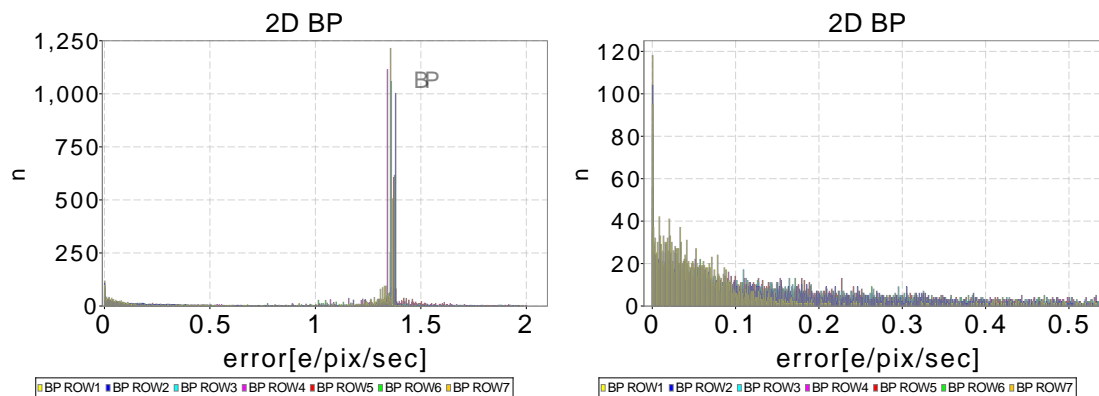 2D BP
1,250
1,000
750
500
250
0
n
BP
0 0.5 1 1.5 2
error[e/pix/sec]
BP ROW1 BP ROW2 BP ROW3 BP ROW4 BP ROW5 BP ROW6 BP ROW7
2D BP
120
100
80
60
40
20
0
n
0 0.1 0.2 0.3 0.4 0.5
error[e/pix/sec]
BP ROW1 BP ROW2 BP ROW3 BP ROW4 BP ROW5 BP ROW6 BP ROW7